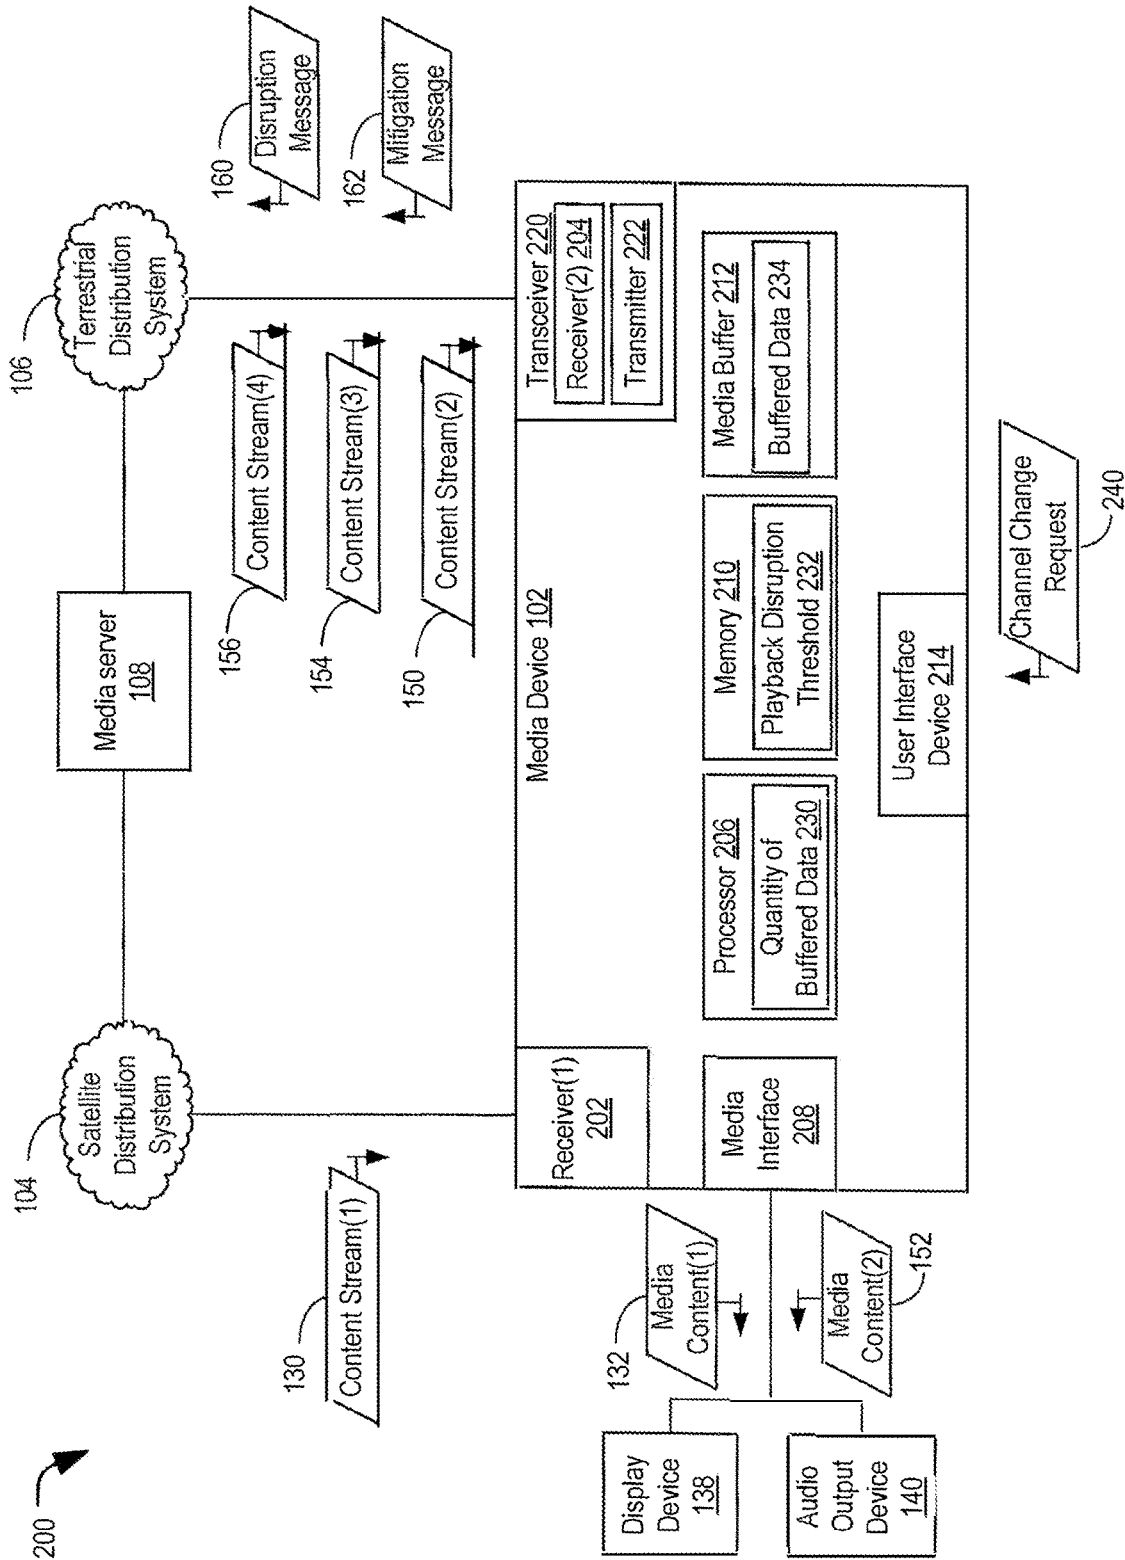 200
104
Satellite
Distribution
System
Media server
108
106
Terrestrial
Distribution
System
130
Content Stream(1)
156
Content Stream(4)
154
Content Stream(3)
150
Content Stream(2)
160
Disruption
Message
162
Mitigation
Message
Media Device 102
Receiver(1)
202
Transceiver 220
Receiver(2) 204
Transmitter 222
Display
Device
138
Audio
Output
Device
140
132
Media
Content(1)
Media
Content(2)
152
Media
Interface
208
Processor 206
Quantity of
Buffered Data 230
Memory 210
Playback Disruption
Threshold 232
Media Buffer 212
Buffered Data 234
User Interface
Device 214
Channel Change
Request
240